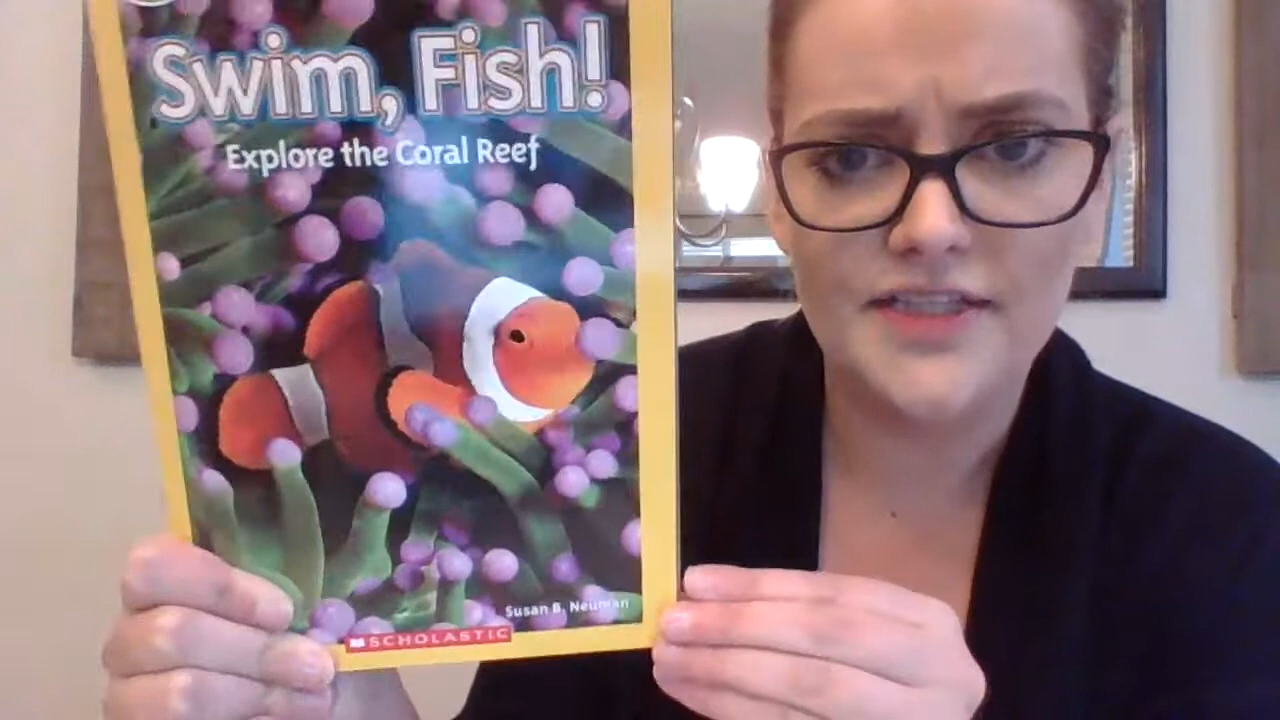 Swim, Fish!
Explore the Coral Reef
Susan B. Neuman
SCHOLASTIC